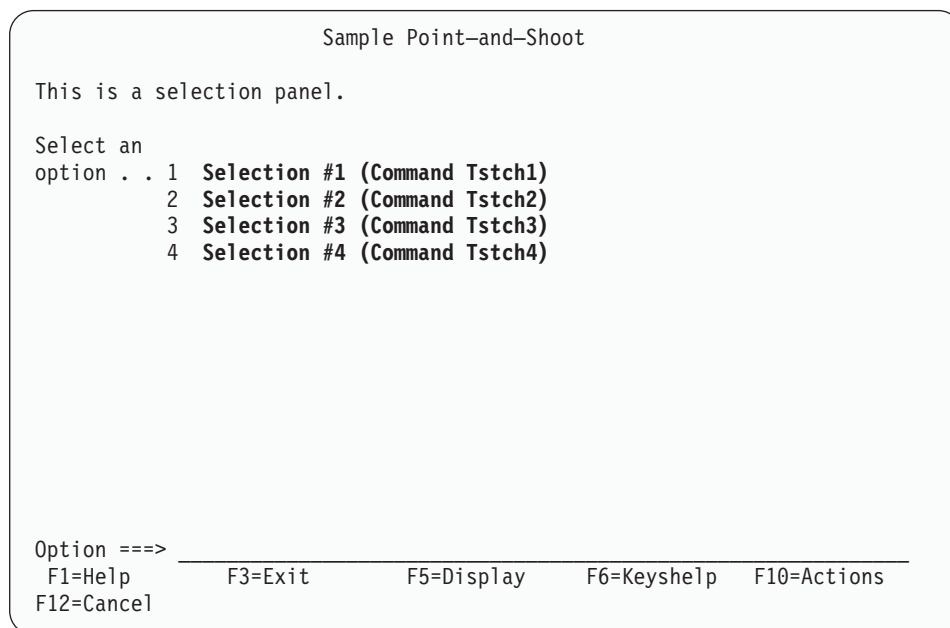 Sample Point—and—Shoot
This is a selection panel.
Select an
option . . 1 Selection #1 (Command Tstch1)
2 Selection #2 (Command Tstch2)
3 Selection #3 (Command Tstch3)
4 Selection #4 (Command Tstch4)
Option ===> ____________________________________________________________
F1=Help F3=Exit F5=Display F6=Keyshelp F10=Actions
F12=Cancel